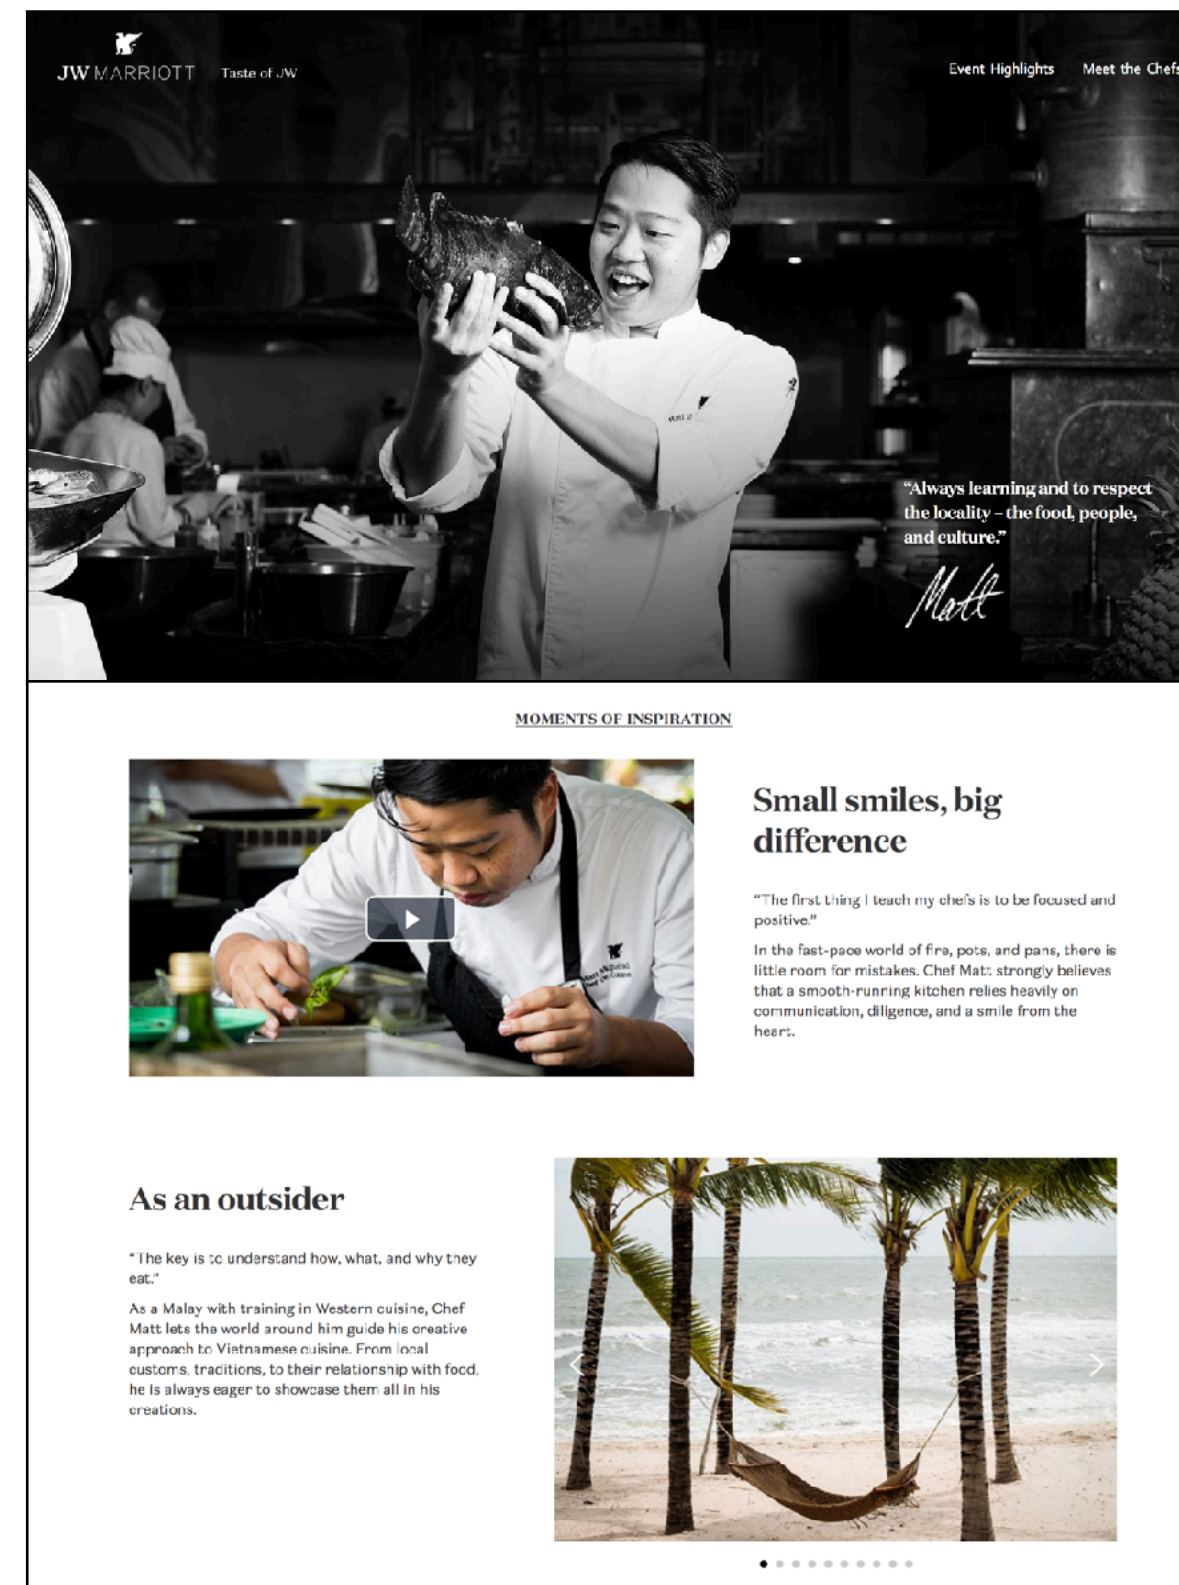 JW MARRIOTT
Taste of JW
Event Highlights
Meet the Chefs
“Always learning and to respect
the locality – the food, people,
and culture.”
Matt
MOMENTS OF INSPIRATION
Small smiles, big
difference
“The first thing I teach my chefs is to be focused and
positive.”
In the fast-pace world of fire, pots, and pans, there is
little room for mistakes. Chef Matt strongly believes
that a smooth-running kitchen relies heavily on
communication, diligence, and a smile from the
heart.
As an outsider
“The key is to understand how, what, and why they
eat.”
As a Malay with training in Western cuisine, Chef
Matt lets the world around him guide his creative
approach to Vietnamese cuisine. From local
customs, traditions, to their relationship with food,
he is always eager to showcase them all in his
creations.